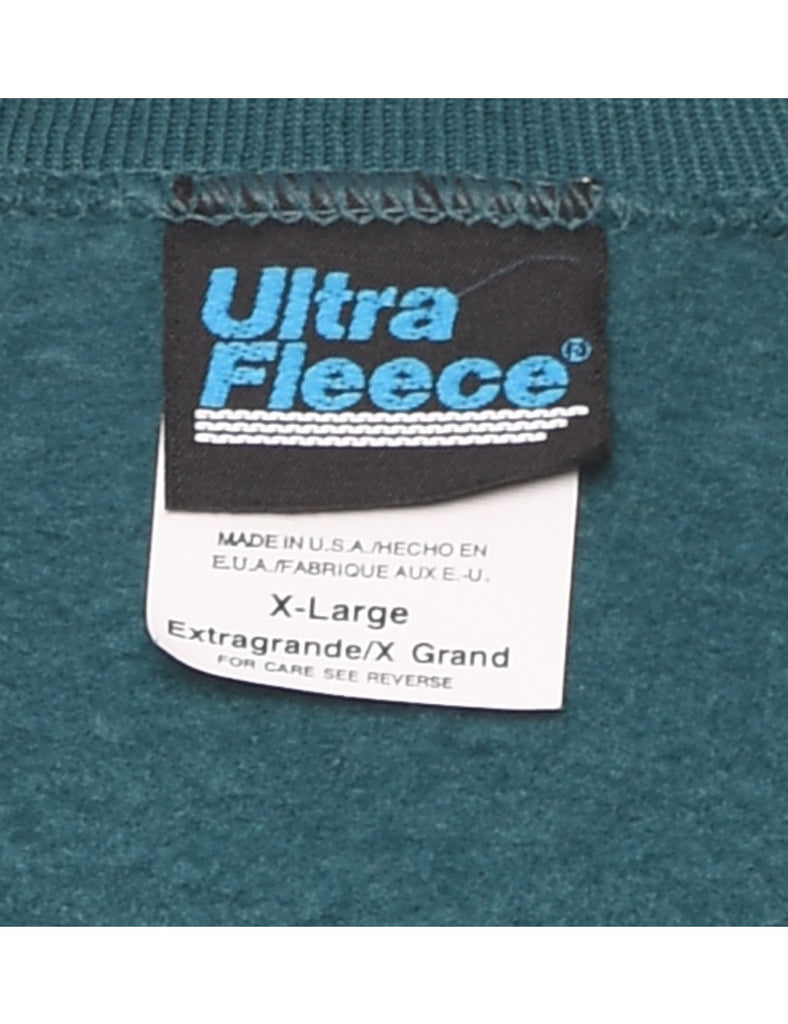 Ultra
Fleece®
MADE IN U.S.A./HECHO EN
E.U.A./FABRIQUE AUX E.-U.
X-Large
Extragrande/X Grand
FOR CARE SEE REVERSE